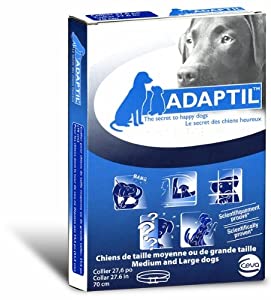 ADAPTIL™
The secret to happy dogs
Le secret des chiens heureux
BANG
Scientifiquement
prouvé*
Scientifically
proven*
Chiens de taille moyenne ou de grande taille
Medium and Large dogs
Collier 27,6 po
Collar 27.6 in
70 cm
Ceva
ADAPTIL